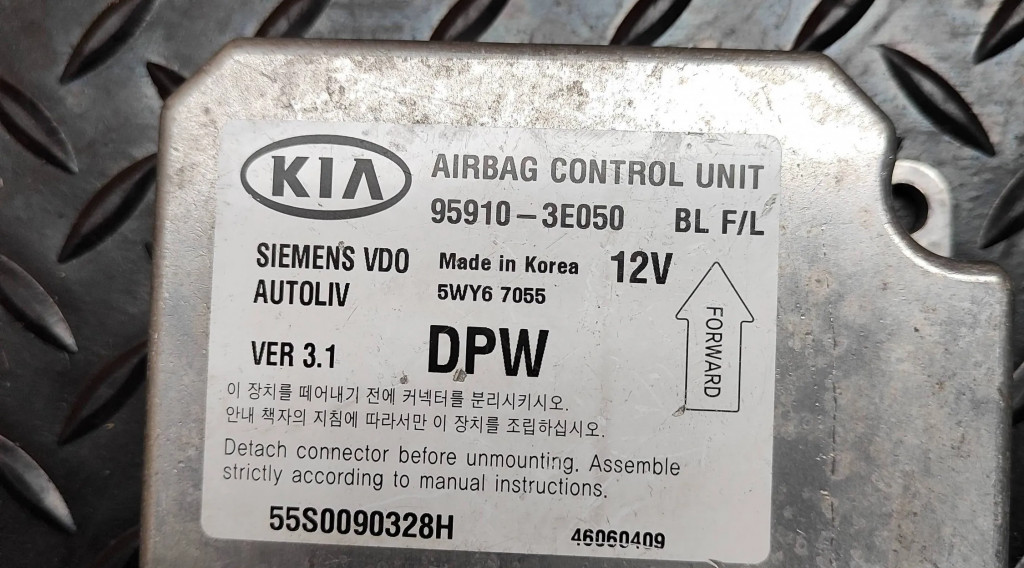 KIA AIRBAG CONTROL UNIT
95910-3E050 BL F/L
SIEMENS VDO Made in Korea 12V
AUTOLIV 5WY6 7055
FORWARD
VER 3.1 DPW
이 장치를 떼어내기 전에 커넥터를 분리시키시오.
안내 책자의 지침에 따라서만 이 장치를 조립하십시오.
Detach connector before unmounting. Assemble
strictly according to manual instructions.
55S0090328H 46060409